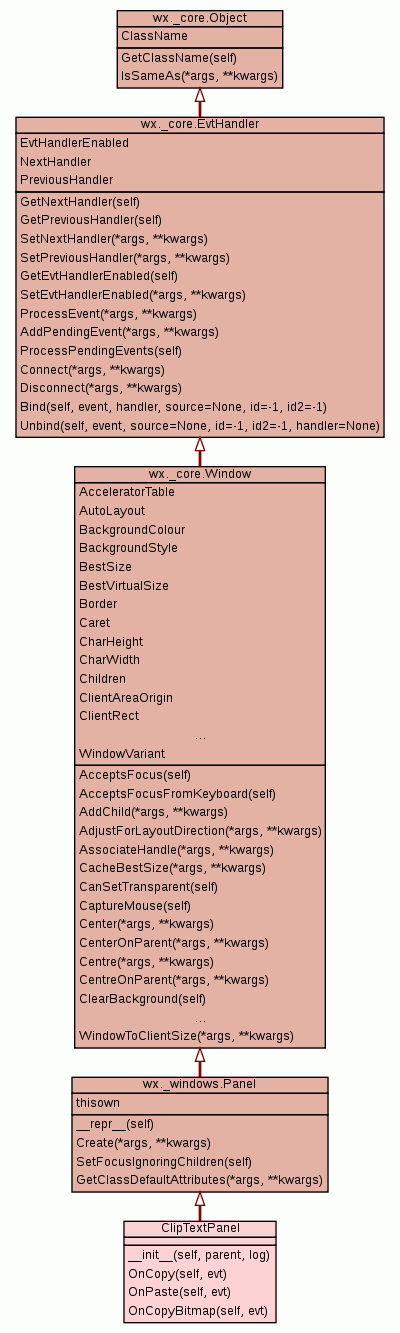 wx._core.Object
ClassName
GetClassName(self)
IsSameAs(*args, **kwargs)
wx._core.EvtHandler
EvtHandlerEnabled
NextHandler
PreviousHandler
GetNextHandler(self)
GetPreviousHandler(self)
SetNextHandler(*args, **kwargs)
SetPreviousHandler(*args, **kwargs)
GetEvtHandlerEnabled(self)
SetEvtHandlerEnabled(*args, **kwargs)
ProcessEvent(*args, **kwargs)
AddPendingEvent(*args, **kwargs)
ProcessPendingEvents(self)
Connect(*args, **kwargs)
Disconnect(*args, **kwargs)
Bind(self, event, handler, source=None, id=-1, id2=-1)
Unbind(self, event, source=None, id=-1, id2=-1, handler=None)
wx._core.Window
AcceleratorTable
AutoLayout
BackgroundColour
BackgroundStyle
BestSize
BestVirtualSize
Border
Caret
CharHeight
CharWidth
Children
ClientAreaOrigin
ClientRect
...
WindowVariant
AcceptsFocus(self)
AcceptsFocusFromKeyboard(self)
AddChild(*args, **kwargs)
AdjustForLayoutDirection(*args, **kwargs)
AssociateHandle(*args, **kwargs)
CacheBestSize(*args, **kwargs)
CanSetTransparent(self)
CaptureMouse(self)
Center(*args, **kwargs)
CenterOnParent(*args, **kwargs)
Centre(*args, **kwargs)
CentreOnParent(*args, **kwargs)
ClearBackground(self)
...
WindowToClientSize(*args, **kwargs)
wx._windows.Panel
thisown
__repr__(self)
Create(*args, **kwargs)
SetFocusIgnoringChildren(self)
GetClassDefaultAttributes(*args, **kwargs)
ClipTextPanel
__init__(self, parent, log)
OnCopy(self, evt)
OnPaste(self, evt)
OnCopyBitmap(self, evt)